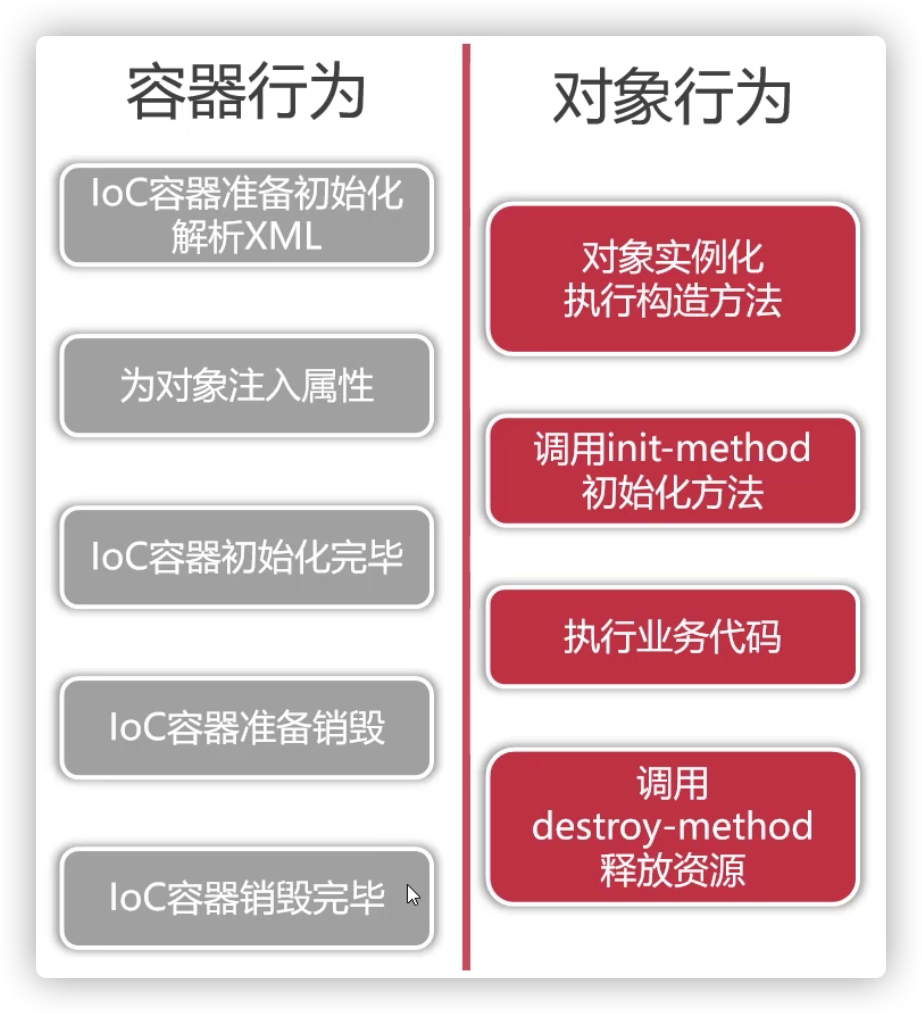 容器行为
IoC容器准备初始化
解析XML
为对象注入属性
IoC容器初始化完毕
IoC容器准备销毁
IoC容器销毁完毕
对象行为
对象实例化
执行构造方法
调用init-method
初始化方法
执行业务代码
调用
destroy-method
释放资源